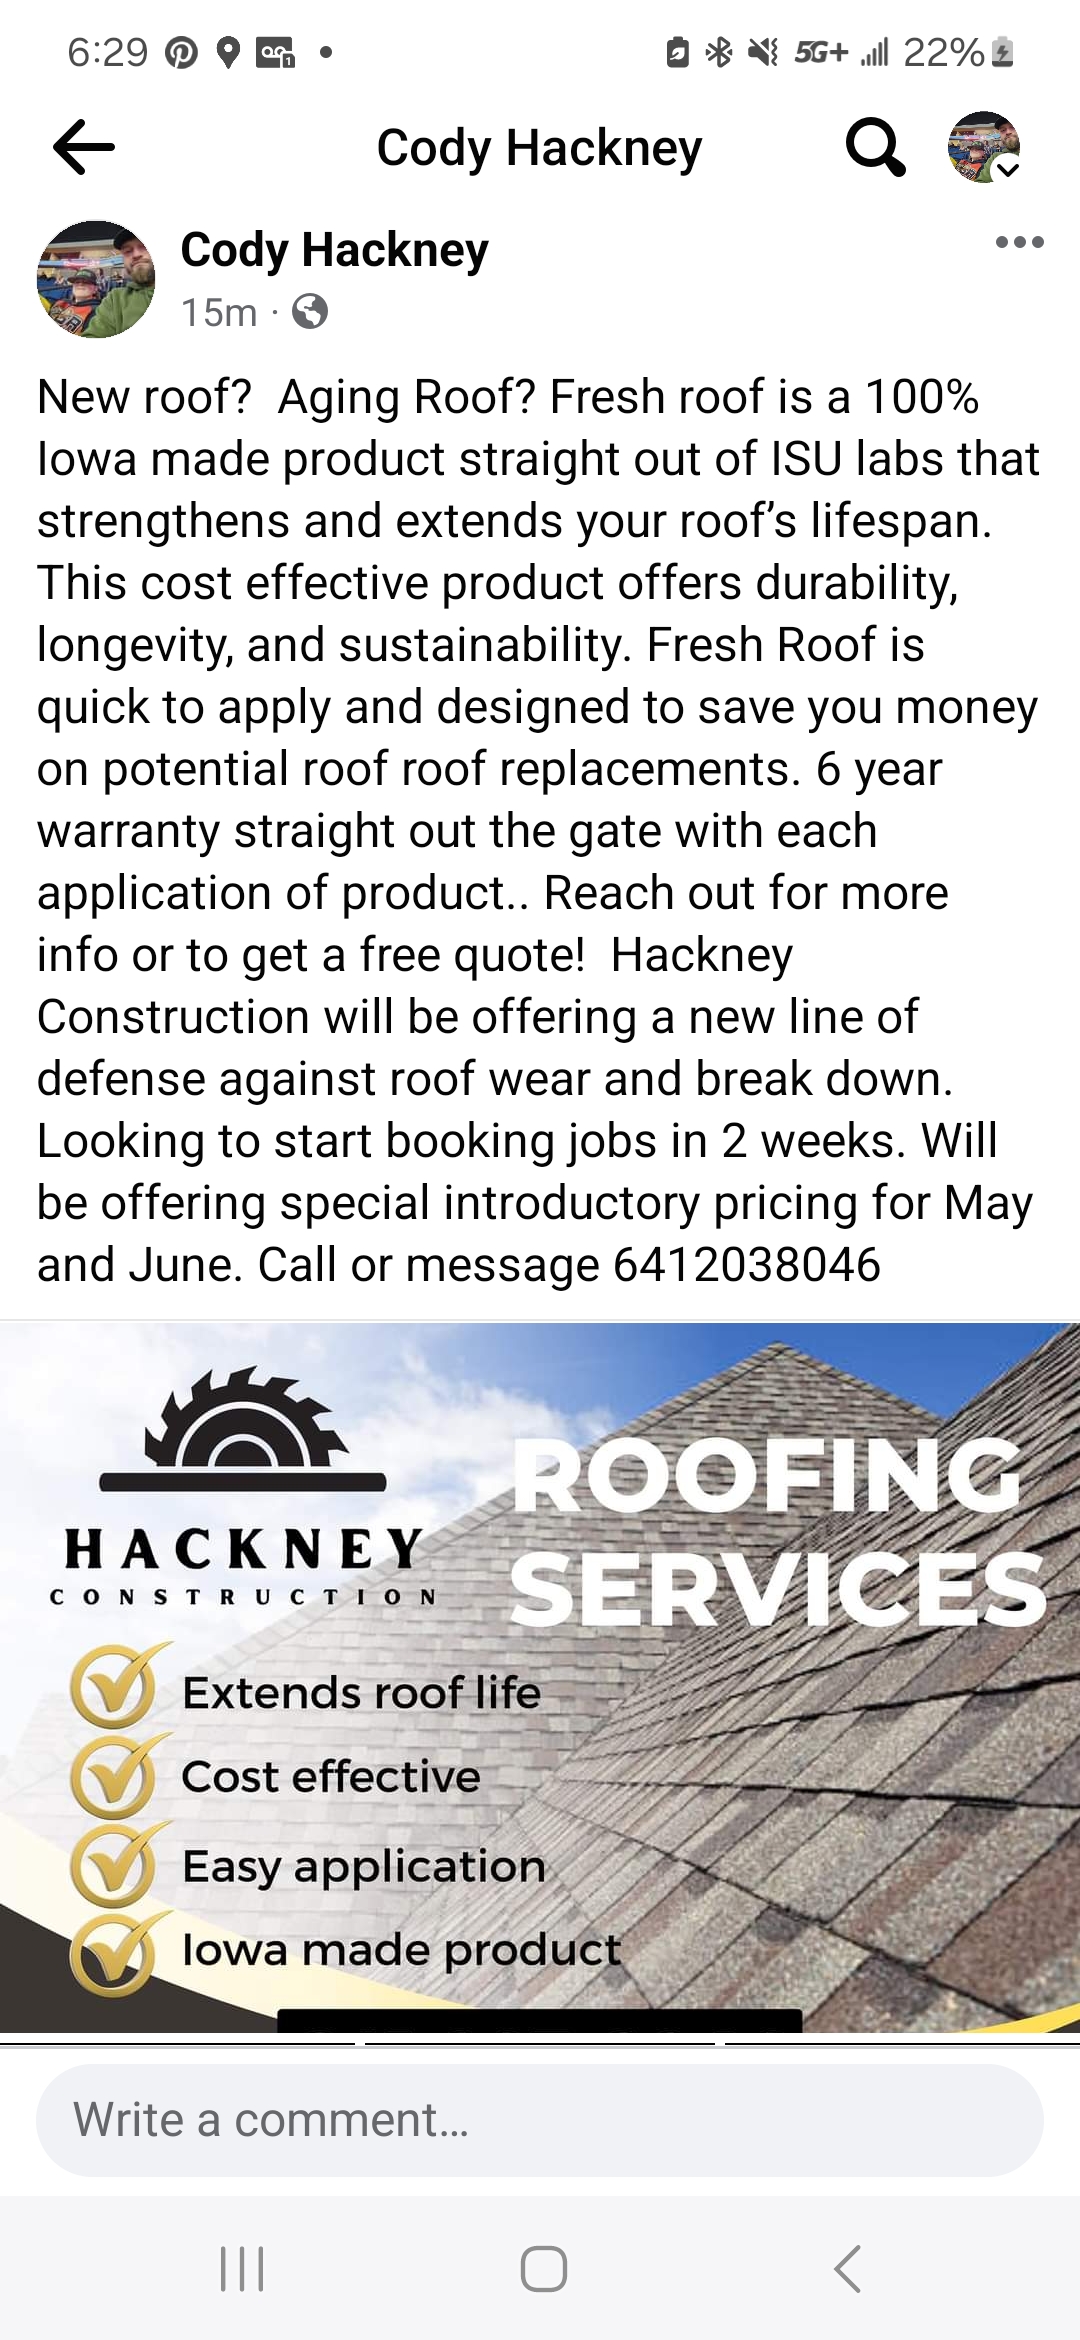 6:29
5G+ 22%
Cody Hackney
Cody Hackney
15m ·
New roof?  Aging Roof? Fresh roof is a 100%
Iowa made product straight out of ISU labs that
strengthens and extends your roof’s lifespan.
This cost effective product offers durability,
longevity, and sustainability. Fresh Roof is
quick to apply and designed to save you money
on potential roof roof replacements. 6 year
warranty straight out the gate with each
application of product.. Reach out for more
info or to get a free quote!  Hackney
Construction will be offering a new line of
defense against roof wear and break down.
Looking to start booking jobs in 2 weeks. Will
be offering special introductory pricing for May
and June. Call or message 6412038046
HACKNEY
CONSTRUCTION
ROOFING
SERVICES
Extends roof life
Cost effective
Easy application
Iowa made product
Write a comment...